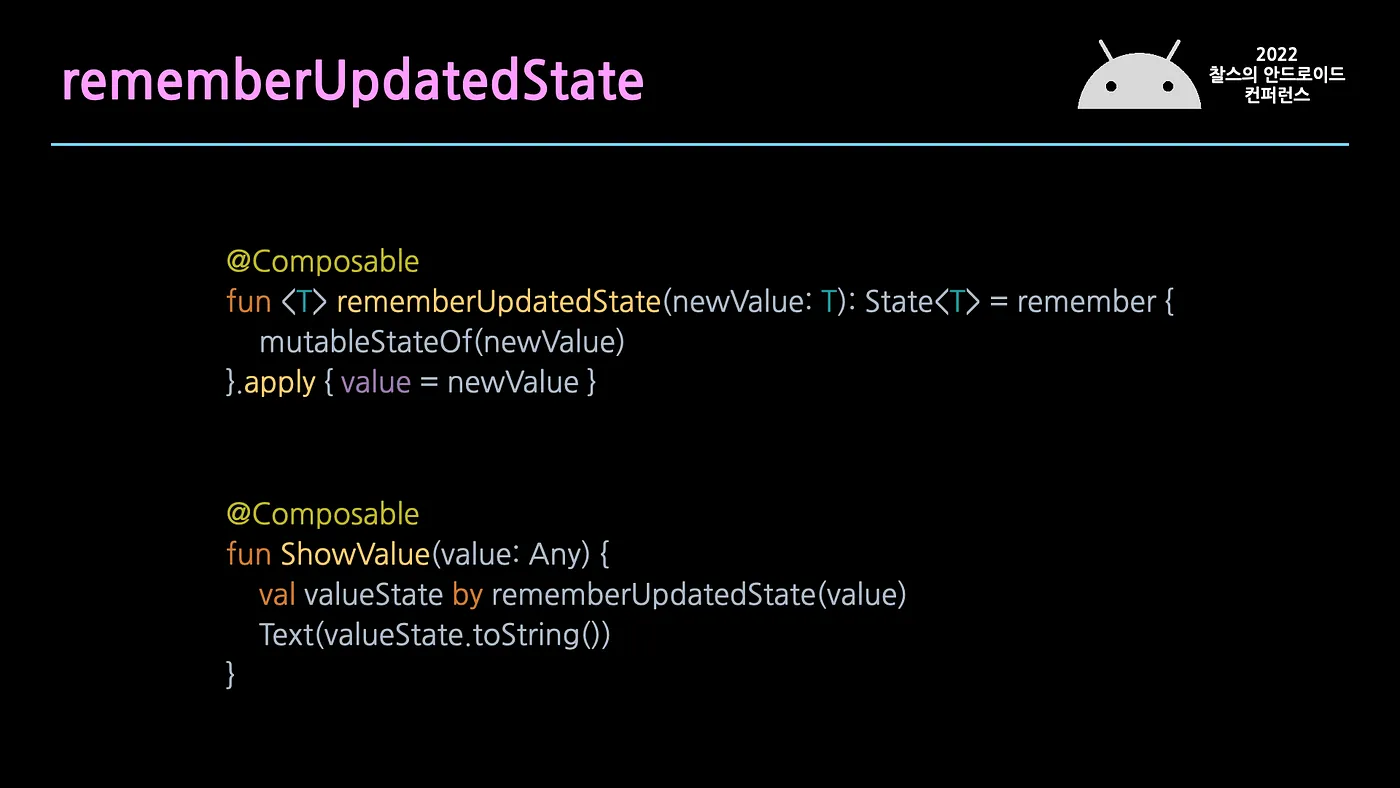 rememberUpdatedState
2022
찰스의 안드로이드
컨퍼런스
@Composable
fun <T> rememberUpdatedState(newValue: T): State<T> = remember {
    mutableStateOf(newValue)
}.apply { value = newValue }
@Composable
fun ShowValue(value: Any) {
    val valueState by rememberUpdatedState(value)
    Text(valueState.toString())
}